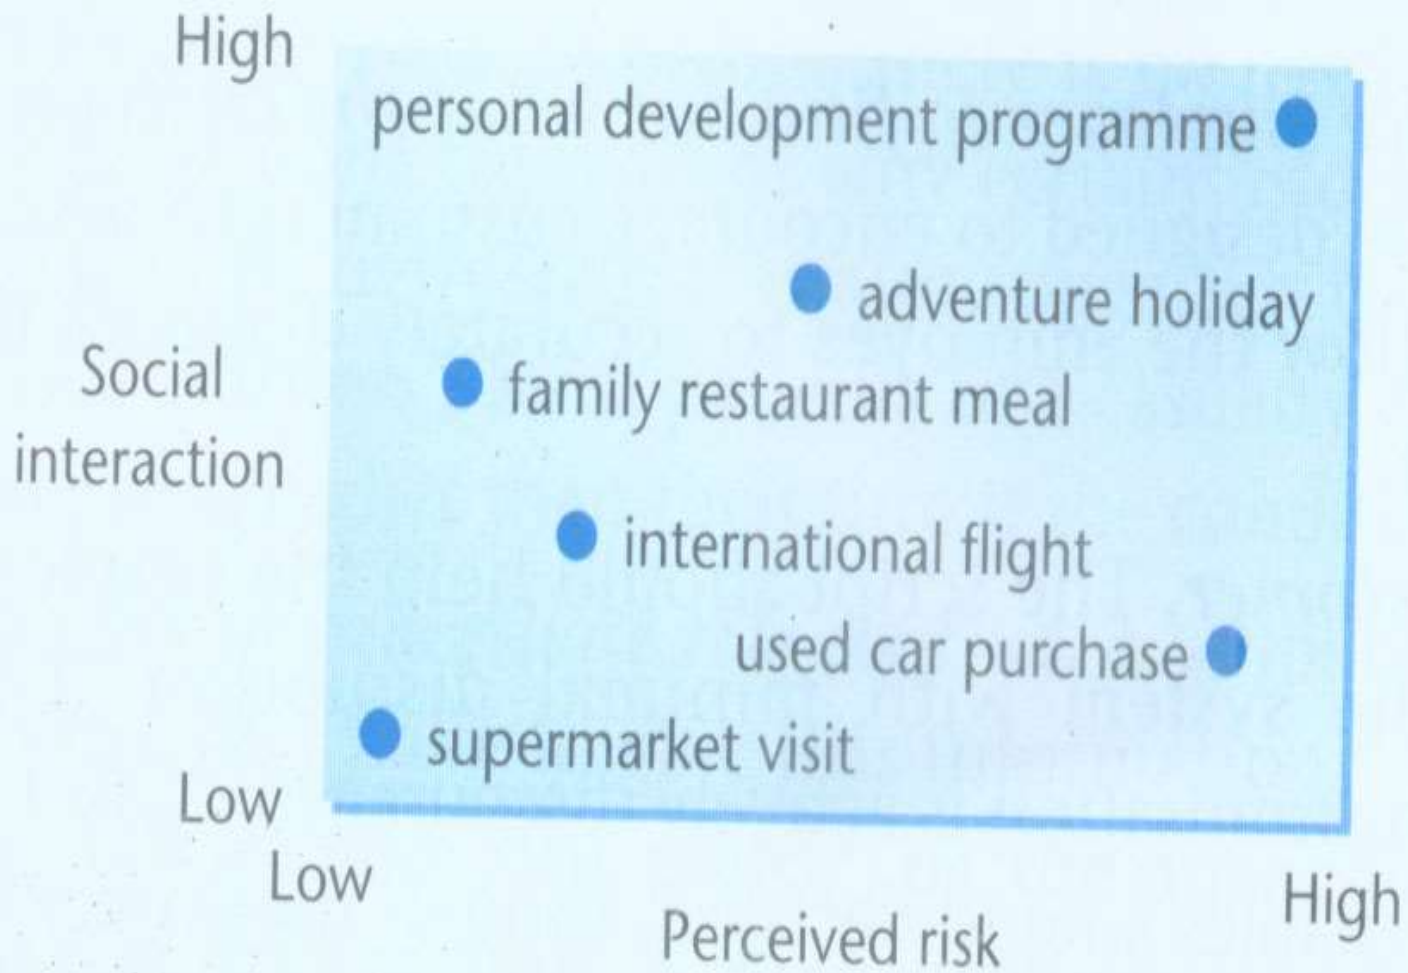 High
personal development programme
adventure holiday
Social
interaction
family restaurant meal
international flight
used car purchase
supermarket visit
Low
Low
High
Perceived risk